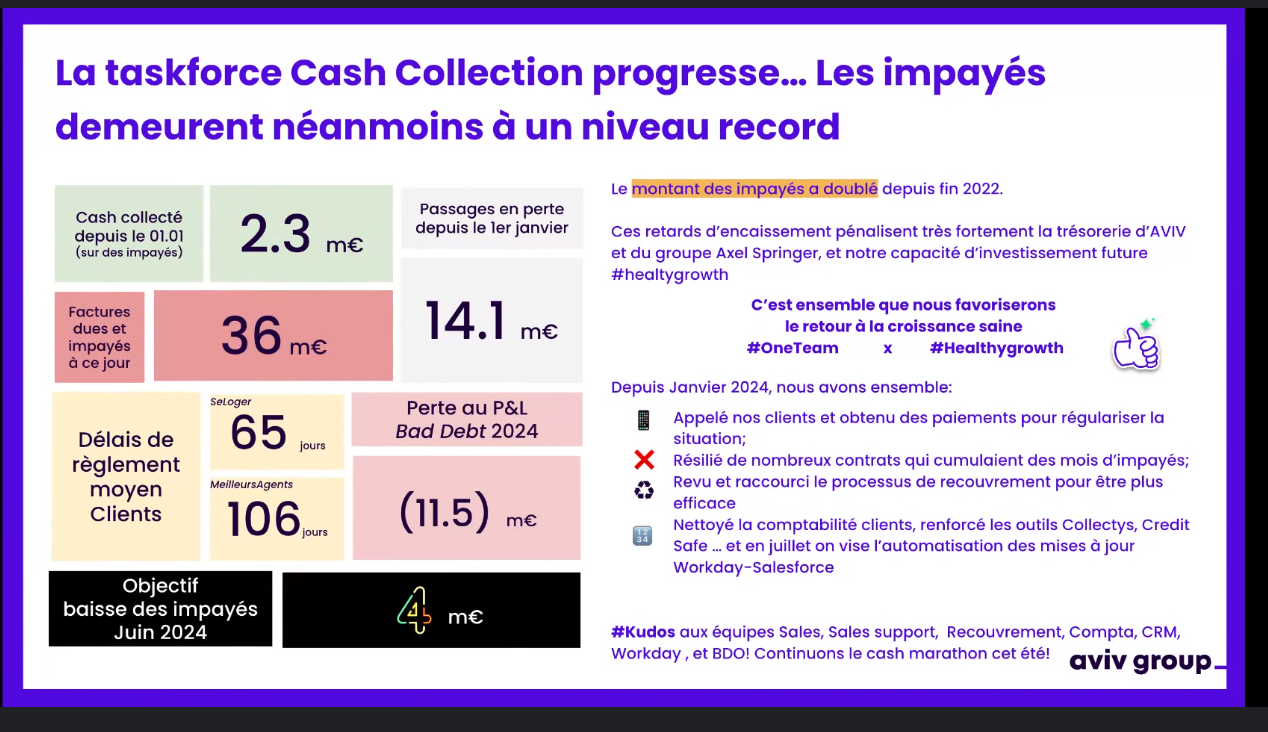 La taskforce Cash Collection progresse... Les impayés
demeurent néanmoins à un niveau record
Cash collecté
depuis le 01.01
(sur des impayés)
2.3 m€
Passages en perte
depuis le 1er janvier
14.1 m€
Factures
dues et
impayés
à ce jour
36 m€
Délais de
règlement
moyen
Clients
SeLoger
65 jours
MeilleursAgents
106 jours
Perte au P&L
Bad Debt 2024
(11.5) m€
Objectif
baisse des impayés
Juin 2024
4 m€
Le montant des impayés a doublé depuis fin 2022.
Ces retards d'encaissement pénalisent très fortement la trésorerie d'AVIV
et du groupe Axel Springer, et notre capacité d'investissement future
#healtygrowth
C'est ensemble que nous favoriserons
le retour à la croissance saine
#OneTeam x #Healthygrowth
Depuis Janvier 2024, nous avons ensemble:
Appelé nos clients et obtenu des paiements pour régulariser la
situation;
Résilié de nombreux contrats qui cumulaient des mois d'impayés;
Revu et raccourci le processus de recouvrement pour être plus
efficace
Nettoyé la comptabilité clients, renforcé les outils Collectys, Credit
Safe ... et en juillet on vise l'automatisation des mises à jour
Workday-Salesforce
#Kudos aux équipes Sales, Sales support, Recouvrement, Compta, CRM,
Workday , et BDO! Continuons le cash marathon cet été!
aviv group_